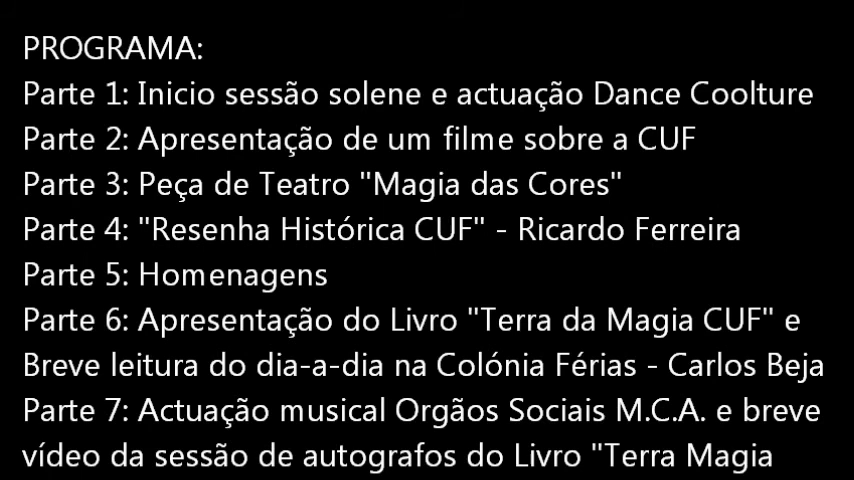 PROGRAMA:
Parte 1: Inicio sessão solene e actuação Dance Coolture
Parte 2: Apresentação de um filme sobre a CUF
Parte 3: Peça de Teatro "Magia das Cores"
Parte 4: "Resenha Histórica CUF" - Ricardo Ferreira
Parte 5: Homenagens
Parte 6: Apresentação do Livro "Terra da Magia CUF" e
Breve leitura do dia-a-dia na Colónia Férias - Carlos Beja
Parte 7: Actuação musical Orgãos Sociais M.C.A. e breve
vídeo da sessão de autografos do Livro "Terra Magia